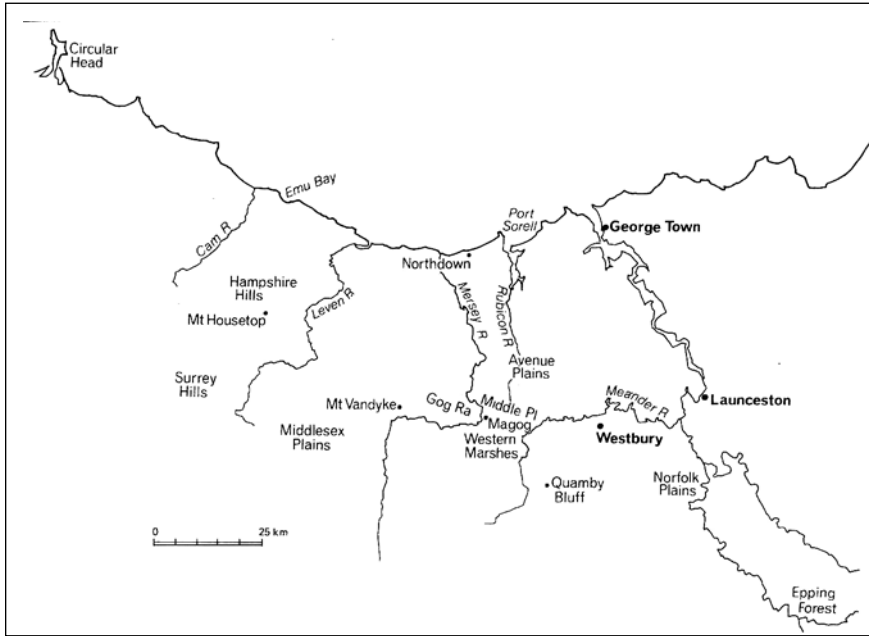 Circular
Head
Emu Bay
Cam R
Port
Sorell
George Town
Northdown
Hampshire
Hills
Leven R
Mersey R
Rubicon R
Mt Housetop
Avenue
Plains
Surrey
Hills
Meander R
Mt Vandyke
Gog Ra
Middle Pl
Launceston
Magog
Middlesex
Plains
Western
Marshes
Westbury
Quamby
Bluff
Norfolk
Plains
0 25 km
Epping
Forest